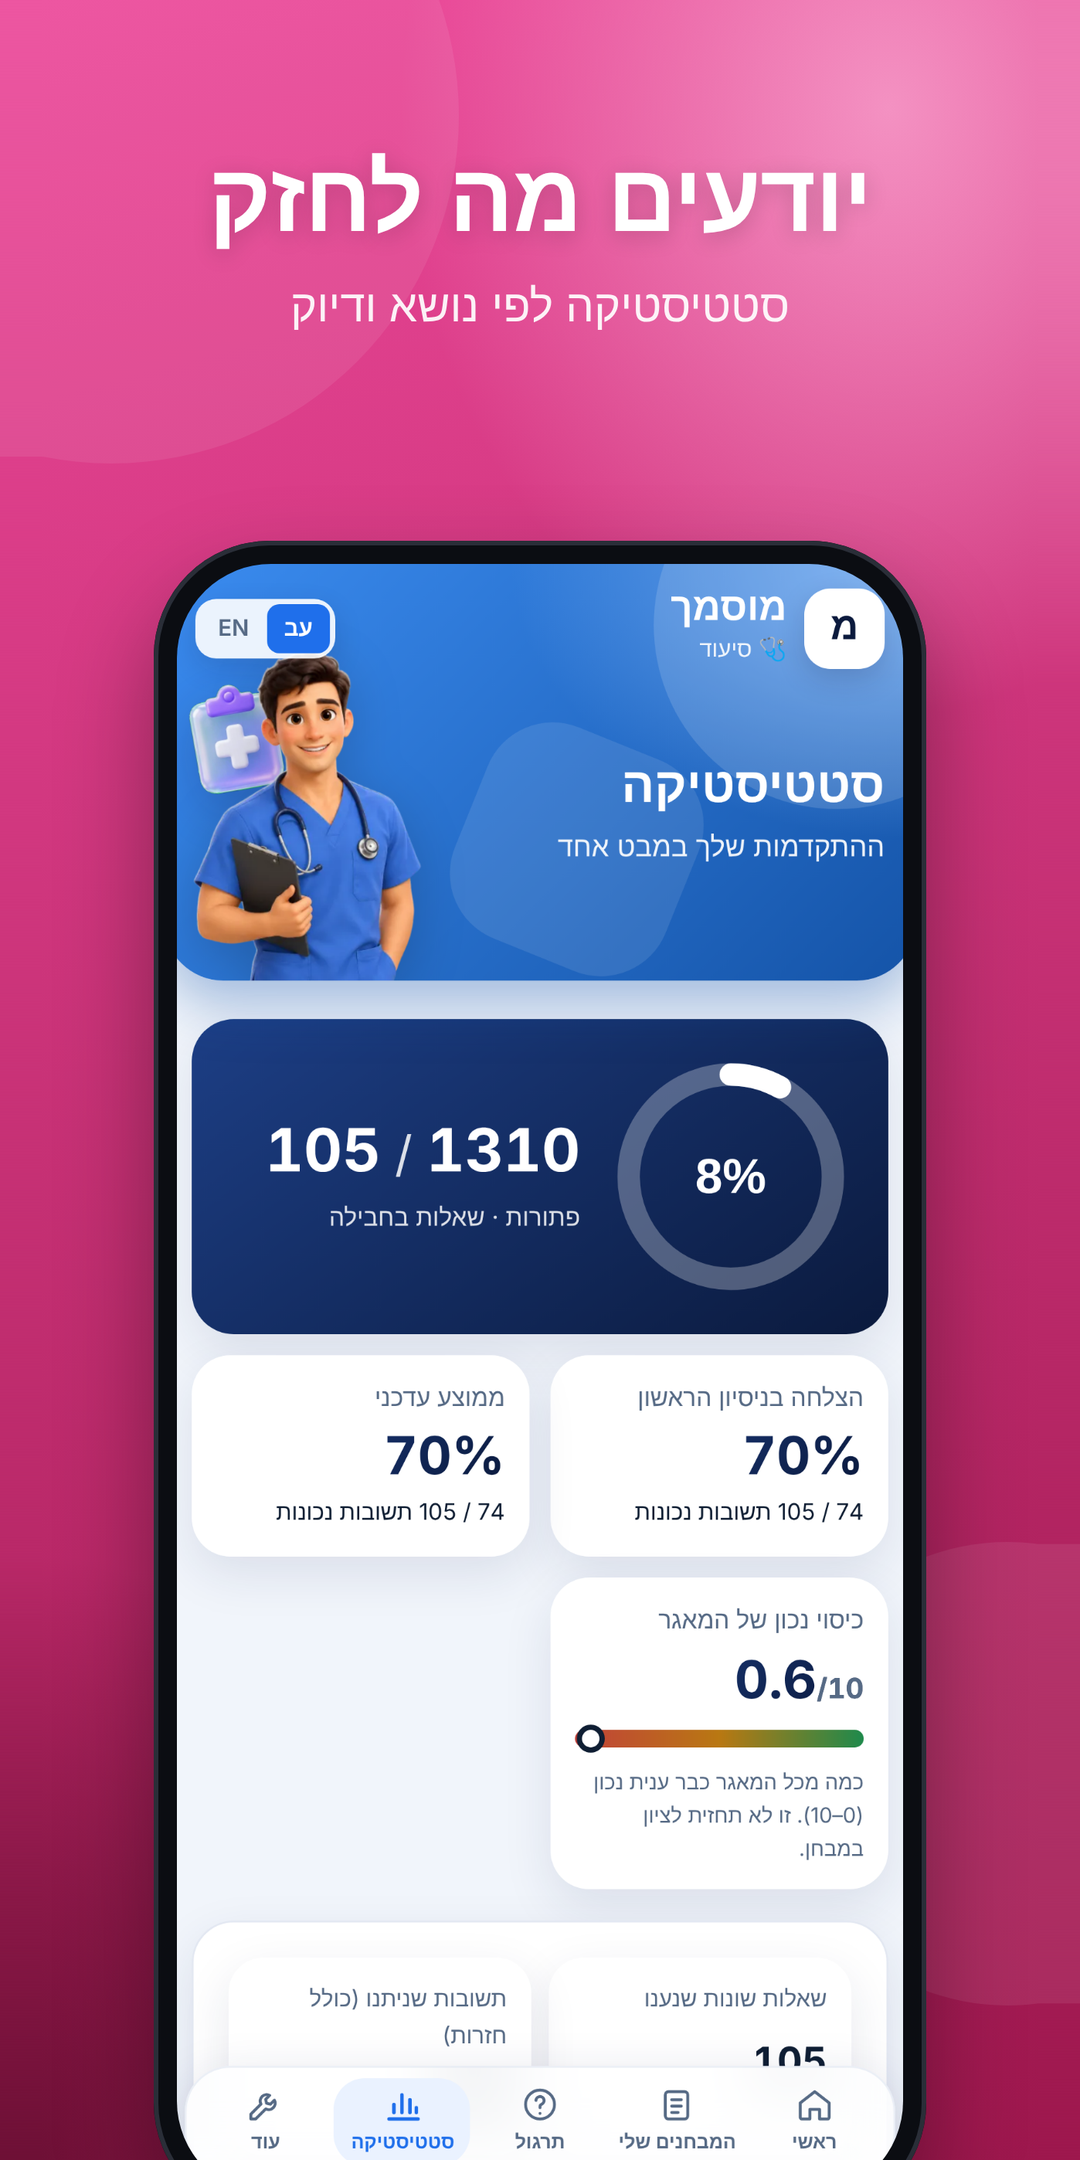 יודעים מה לחזק
סטטיסטיקה לפי נושא ודיוק
מ
מוסמך
🩺 סיעוד
עב
EN
סטטיסטיקה
ההתקדמות שלך במבט אחד
8%
105 / 1310
פתורות · שאלות בחבילה
הצלחה בניסיון הראשון
70%
74 / 105 תשובות נכונות
ממוצע עדכני
70%
74 / 105 תשובות נכונות
כיסוי נכון של המאגר
0.6/10
כמה מכל המאגר כבר ענית נכון
(0–10). זו לא תחזית לציון
במבחן.
שאלות שונות שנענו
105
תשובות שניתנו (כולל
חזרות)
ראשי
המבחנים שלי
תרגול
סטטיסטיקה
עוד